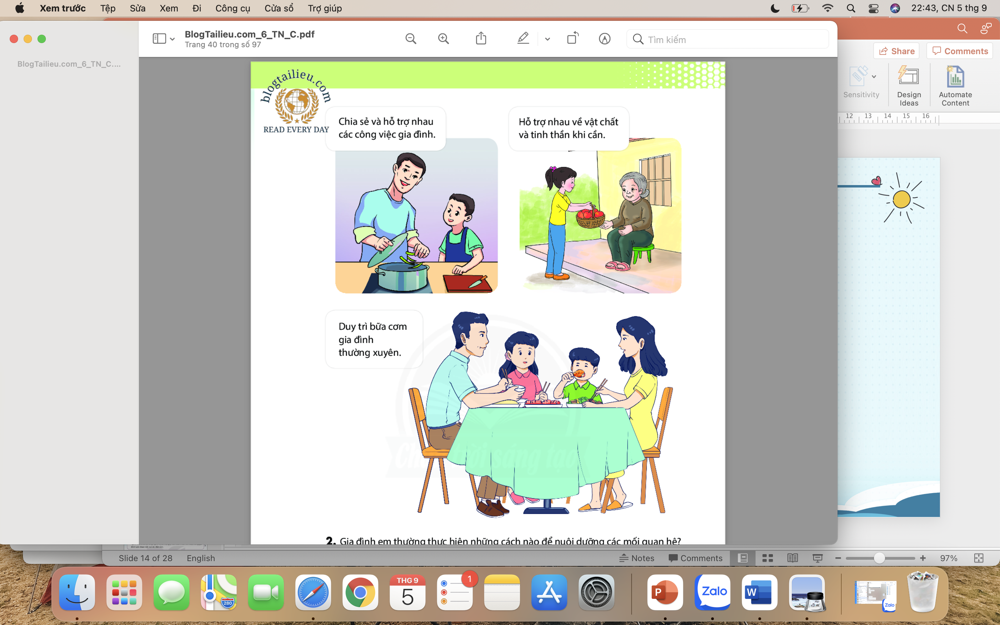 Xem trước Tệp Sửa Xem Đi Công cụ Cửa sổ Trợ giúp 22:43, CN 5 thg 9
BlogTailieu.com_6_TN_C.pdf
Trang 40 trong số 97
Tìm kiếm
BlogTailieu.com_6_TN_C....
Share Comments
Sensitivity
Design
Ideas
Automate
Content
12 13 14 15 16
blogtailieu.com
READ EVERY DAY
Chia sẻ và hỗ trợ nhau
các công việc gia đình.
Hỗ trợ nhau về vật chất
và tinh thần khi cần.
Duy trì bữa cơm
gia đình
thường xuyên.
2. Gia đình em thường thực hiện những cách nào để nuôi dưỡng các mối quan hệ?
Slide 14 of 28 English Notes Comments 97%
280
THG 9
5
1
P
Zalo
W
Zalo